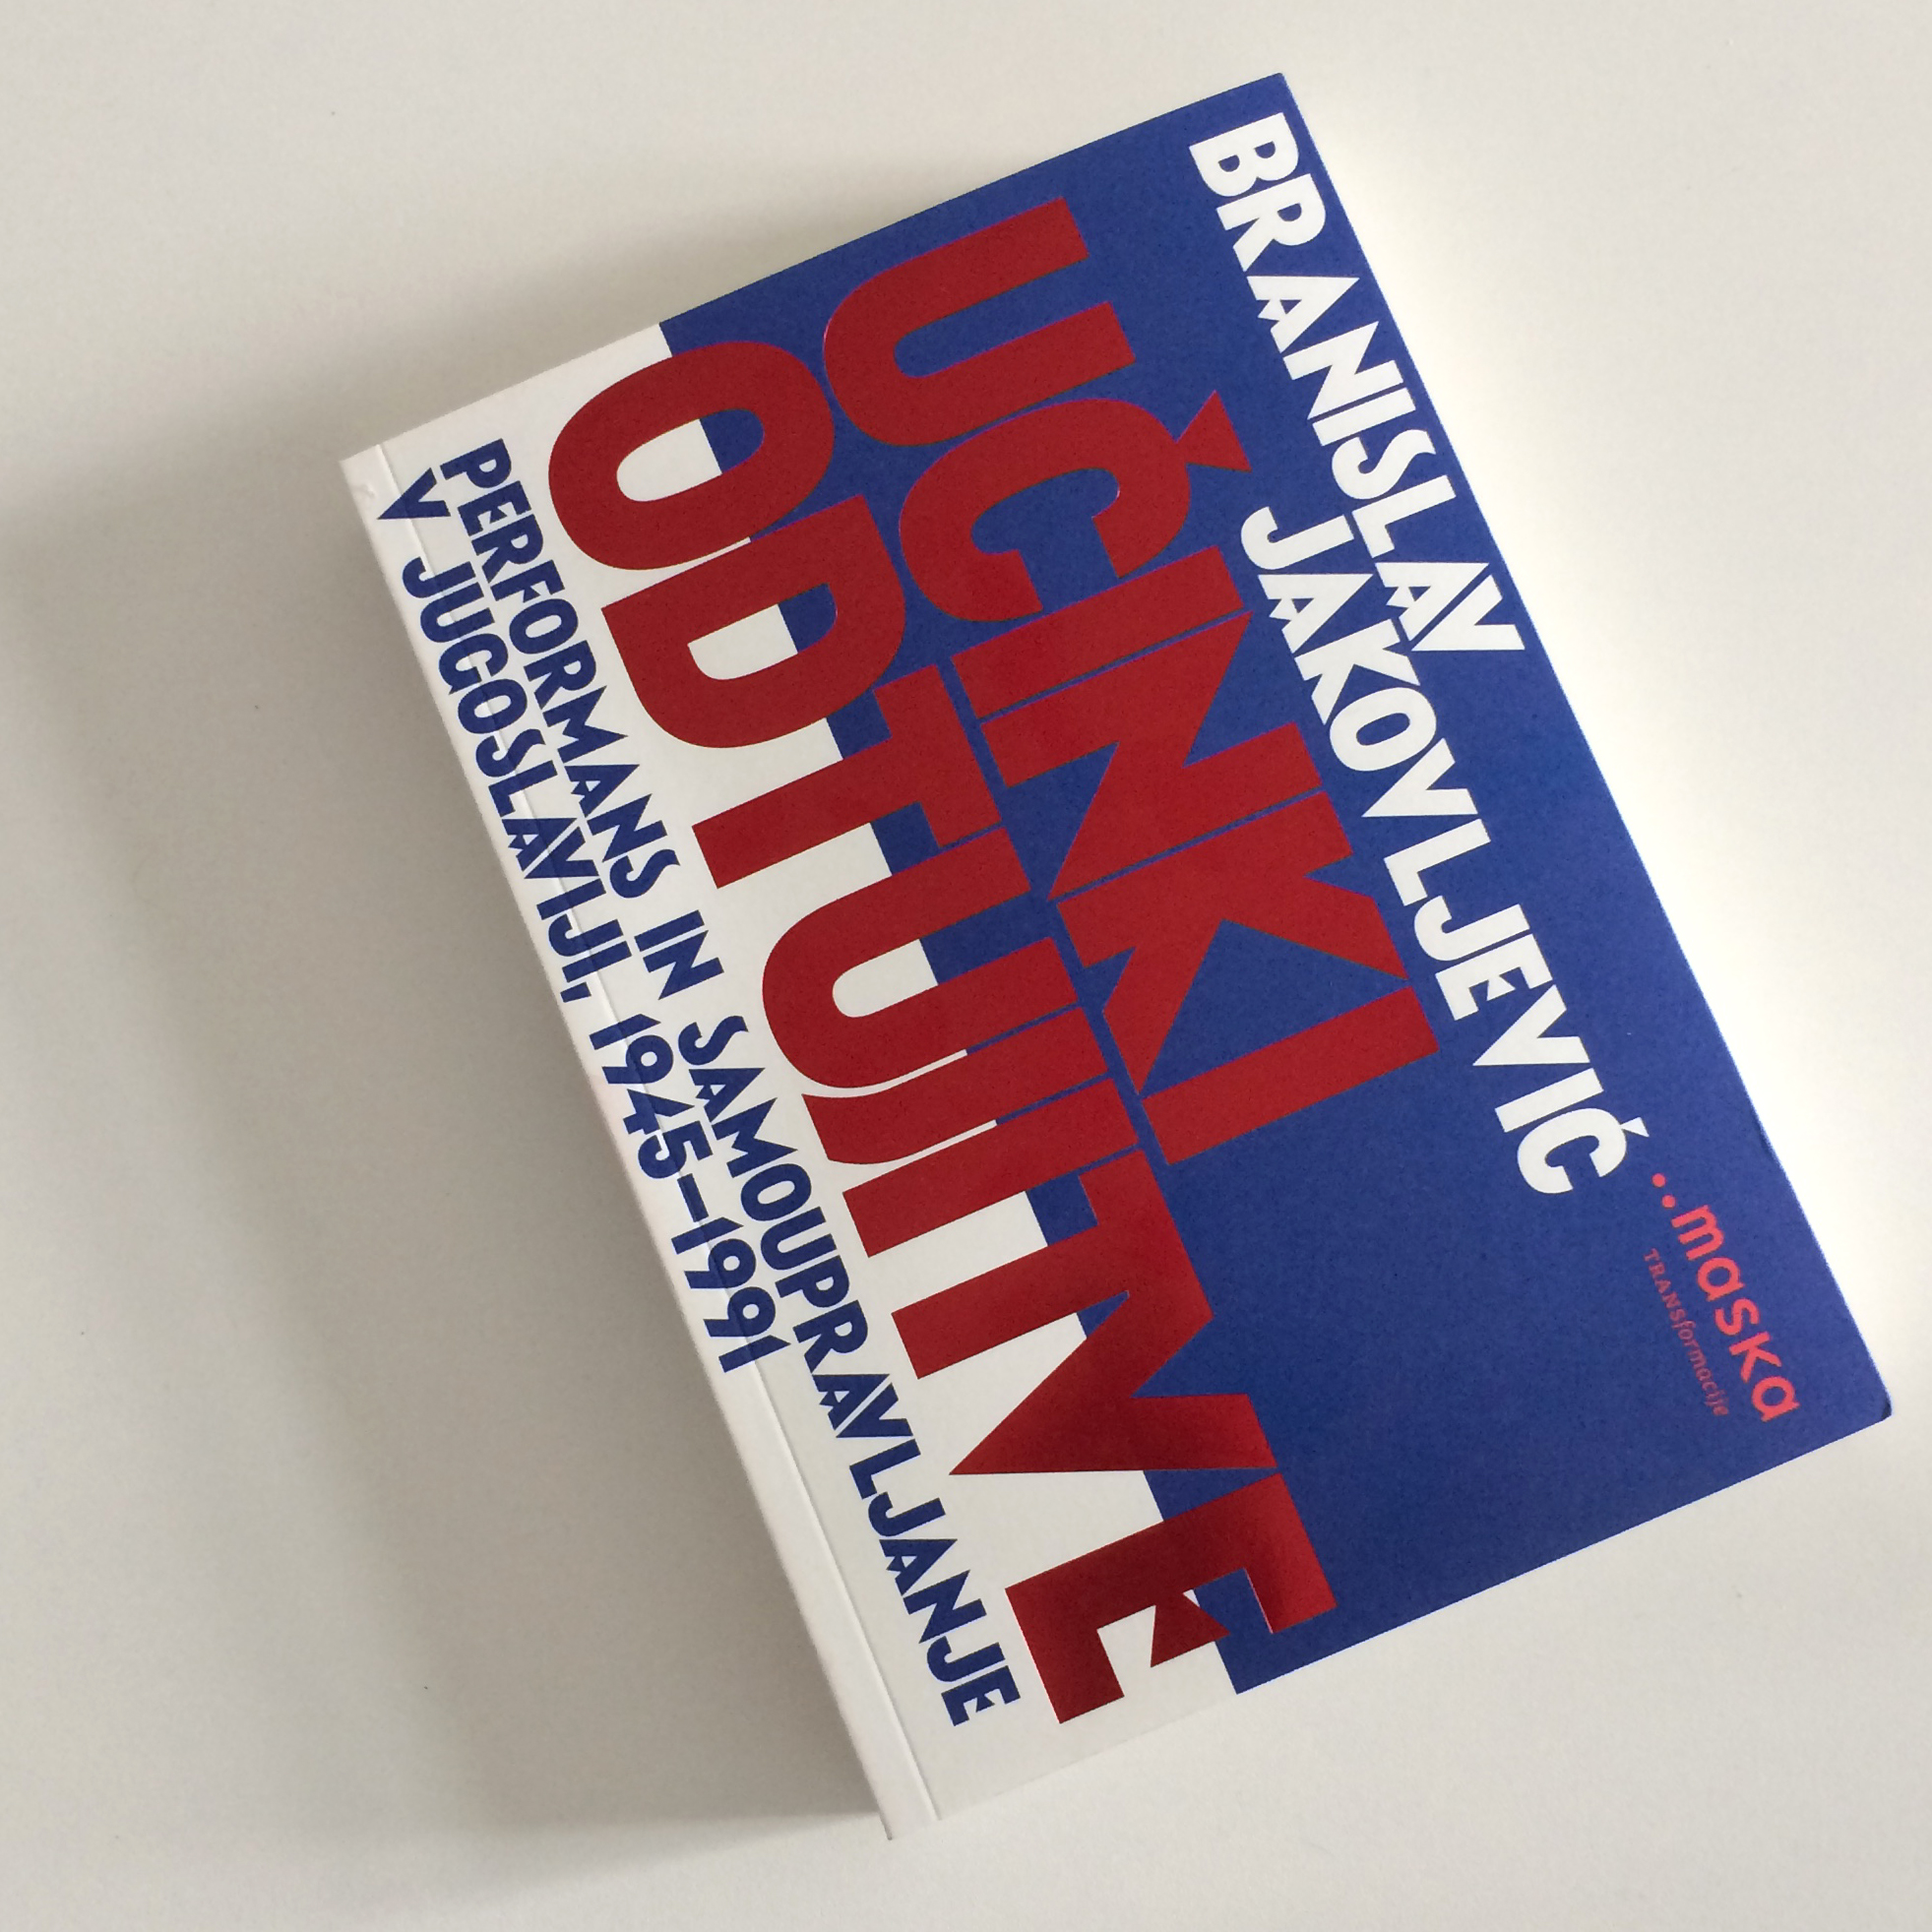 BRANISLAV
JAKOVLJEVIĆ
UČINKI
ODTUJITVE
PERFORMANS IN SAMOUPRAVLJANJE
V JUGOSLAVIJI, 1945–1991
..maska
TRANSformacije